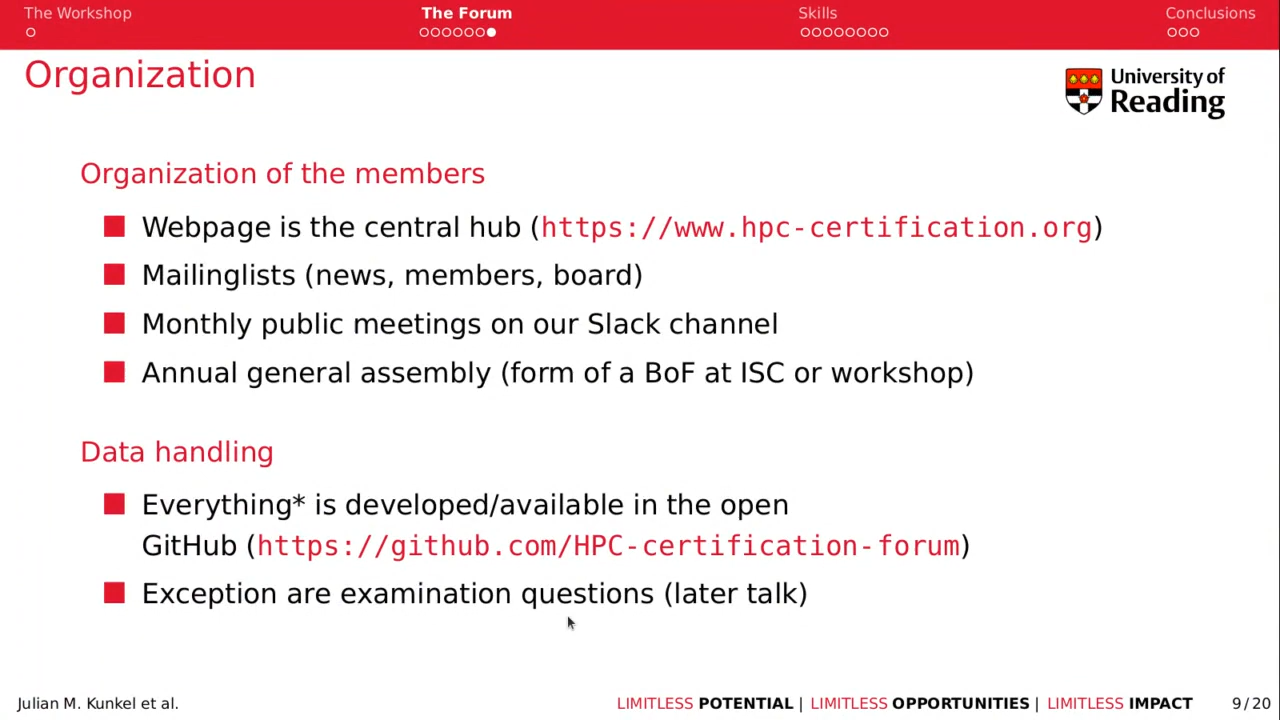 The Workshop
The Forum
Skills
Conclusions
Organization
University of
Reading
Organization of the members
Webpage is the central hub (https://www.hpc-certification.org)
Mailinglists (news, members, board)
Monthly public meetings on our Slack channel
Annual general assembly (form of a BoF at ISC or workshop)
Data handling
Everything* is developed/available in the open
GitHub (https://github.com/HPC-certification-forum)
Exception are examination questions (later talk)
Julian M. Kunkel et al.
LIMITLESS POTENTIAL | LIMITLESS OPPORTUNITIES | LIMITLESS IMPACT
9 / 20